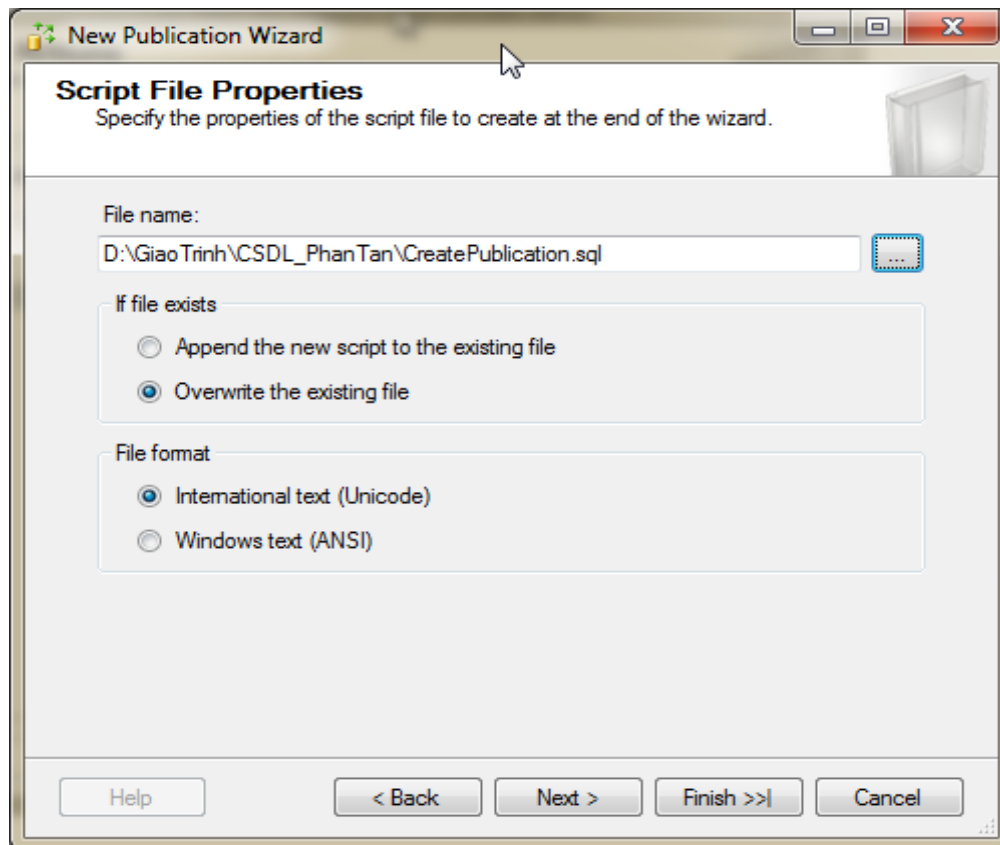 New Publication Wizard
Script File Properties
Specify the properties of the script file to create at the end of the wizard.
File name:
D:\GiaoTrinh\CSDL_PhanTan\CreatePublication.sql
...
If file exists
Append the new script to the existing file
Overwrite the existing file
File format
International text (Unicode)
Windows text (ANSI)
Help
< Back
Next >
Finish >>|
Cancel